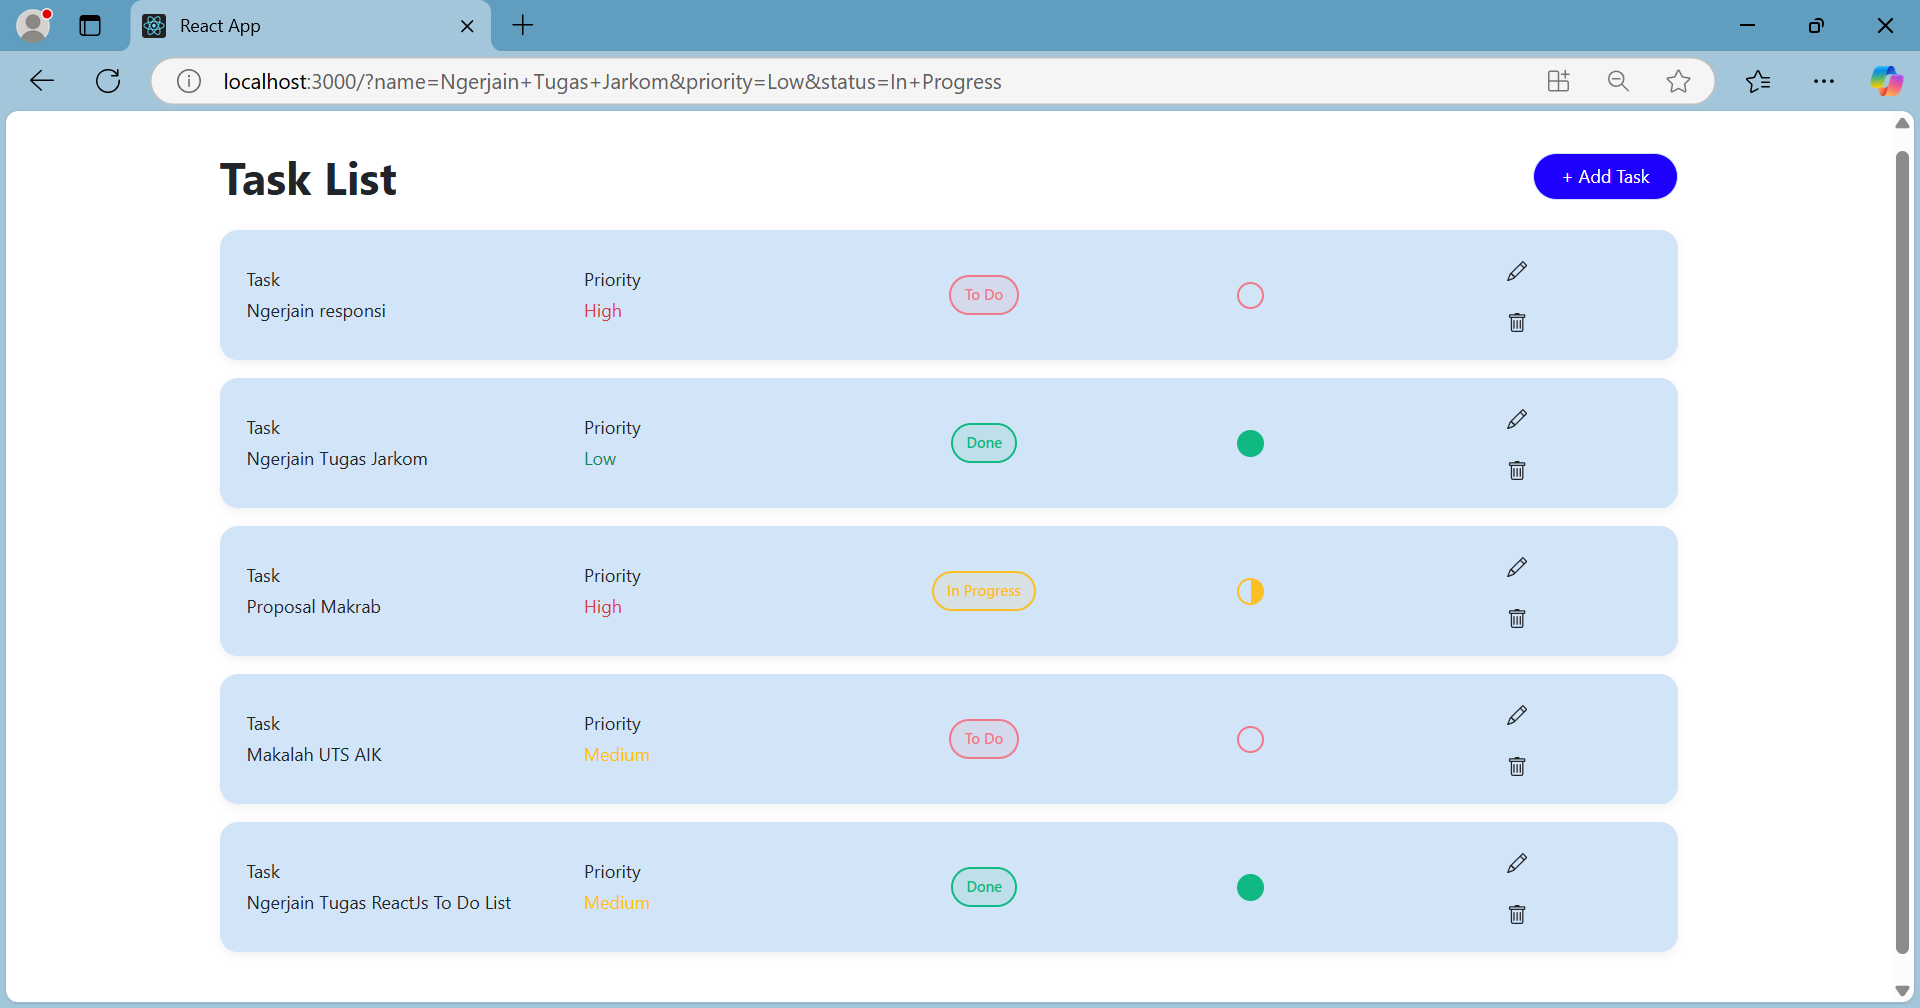 React App
localhost:3000/?name=Ngerjain+Tugas+Jarkom&priority=Low&status=In+Progress
Task List
+ Add Task
Task
Ngerjain responsi
Priority
High
To Do
Task
Ngerjain Tugas Jarkom
Priority
Low
Done
Task
Proposal Makrab
Priority
High
In Progress
Task
Makalah UTS AIK
Priority
Medium
To Do
Task
Ngerjain Tugas ReactJs To Do List
Priority
Medium
Done